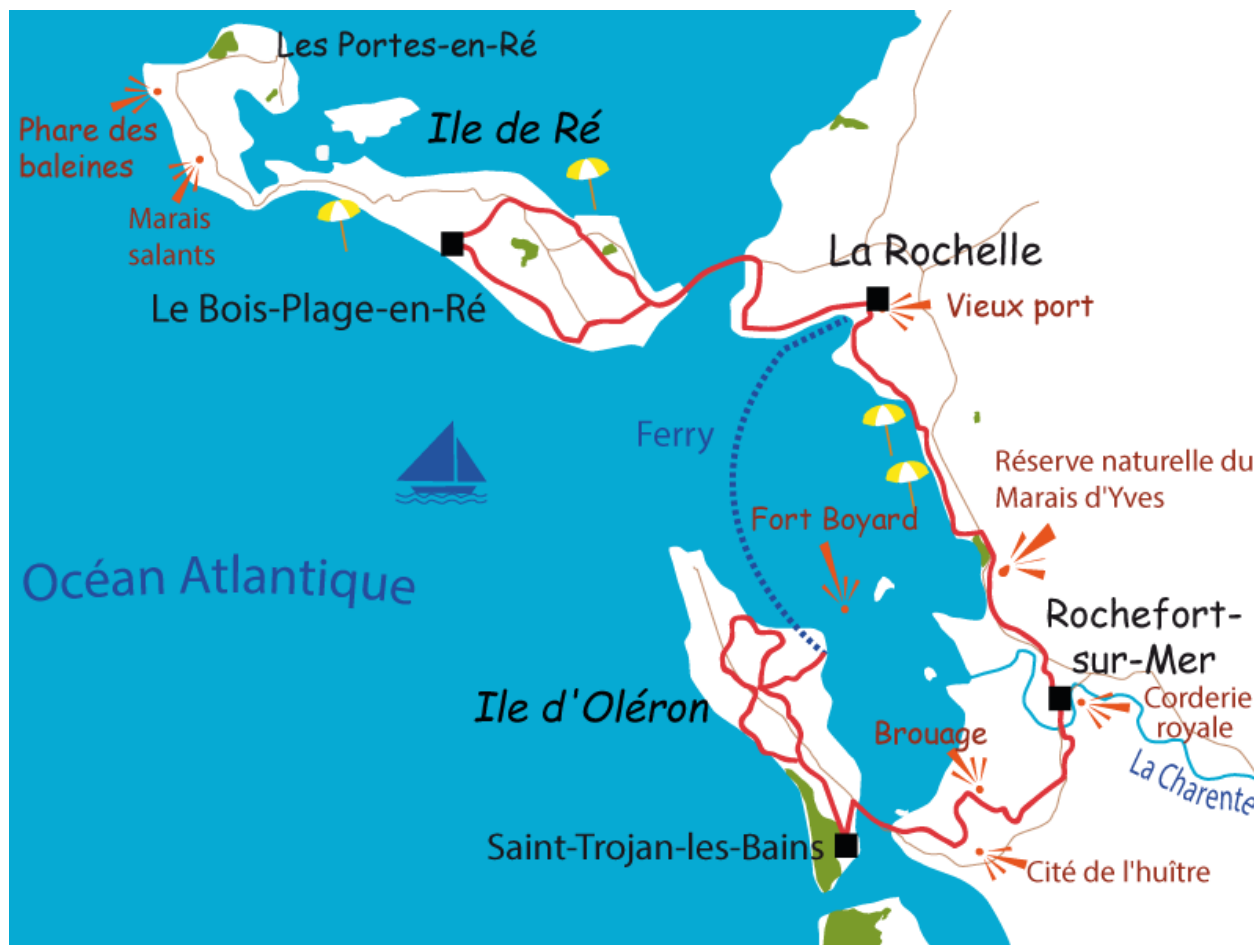 Les Portes-en-Ré
Ile de Ré
Phare des
baleines
Marais
salants
La Rochelle
Le Bois-Plage-en-Ré
Vieux port
Ferry
Réserve naturelle du
Marais d'Yves
Fort Boyard
Océan Atlantique
Rochefort-
sur-Mer
Ile d'Oléron
Corderie
royale
Brouage
La Charente
Saint-Trojan-les-Bains
Cité de l'huître